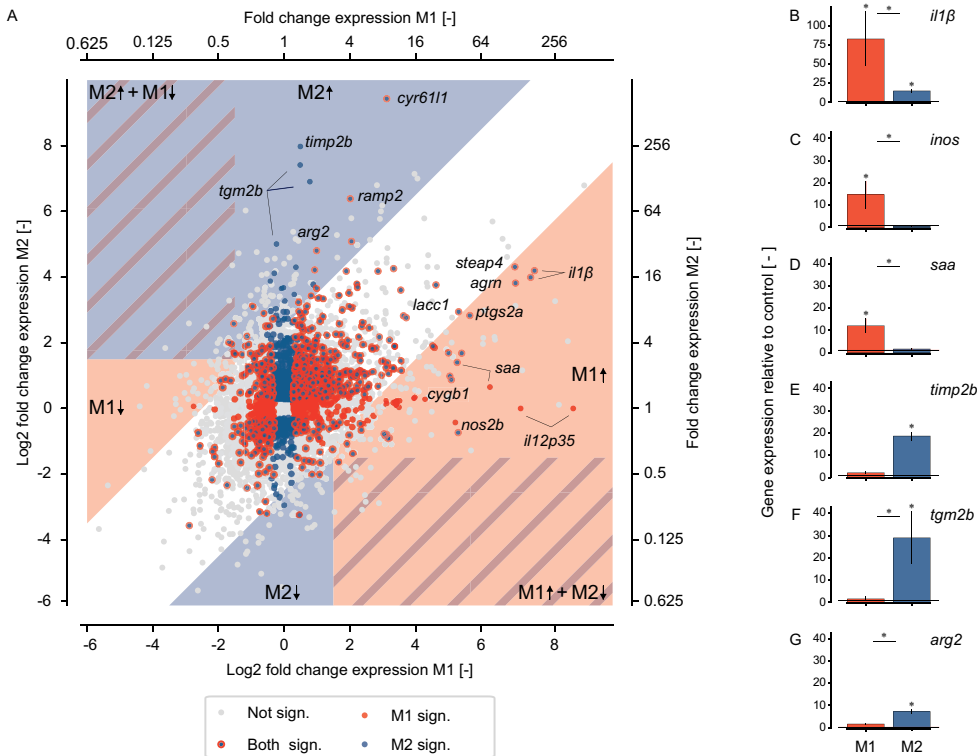 A
Fold change expression M1 [-]
0.625 0.125 0.5 1 4 16 64 256
M2↑ + M1↓
M2↑
cyr61l1
timp2b
tgm2b
ramp2
arg2
steap4
il1β
agm
lacc1
ptgs2a
saa
M1↑
M1↓
cygb1
nos2b
il12p35
M2↓
M1↑ + M2↓
8
6
4
2
0
-2
-4
-6
Log2 fold change expression M2 [-]
256
64
16
4
1
0.5
0.125
0.625
Fold change expression M2 [-]
-6 -4 -2 0 2 4 6 8
Log2 fold change expression M1 [-]
Not sign.
M1 sign.
Both sign.
M2 sign.
Gene expression relative to control [ - ]
B
il1β
*
*
*
100
75
50
25
0
C
inos
*
*
40
30
20
10
0
D
saa
*
*
40
30
20
10
0
E
timp2b
*
40
30
20
10
0
F
tgm2b
*
*
40
30
20
10
0
G
arg2
*
*
40
30
20
10
0
M1 M2